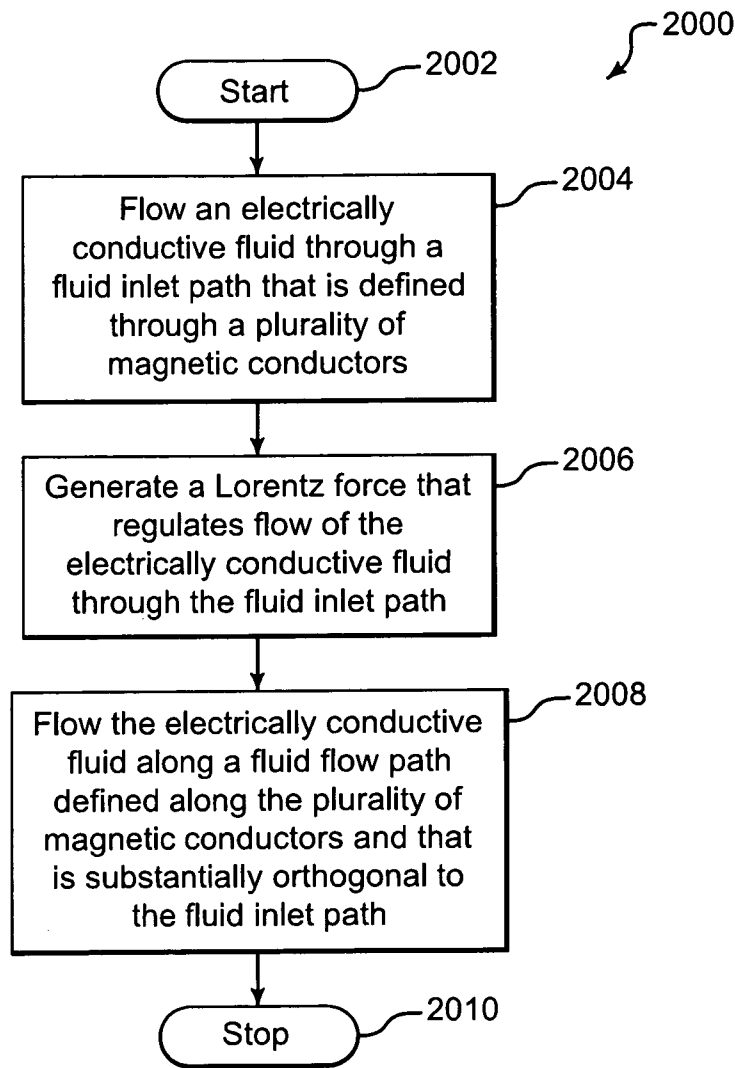 2000
Start
2002
Flow an electrically
conductive fluid through a
fluid inlet path that is defined
through a plurality of
magnetic conductors
2004
Generate a Lorentz force that
regulates flow of the
electrically conductive fluid
through the fluid inlet path
2006
Flow the electrically conductive
fluid along a fluid flow path
defined along the plurality of
magnetic conductors and that
is substantially orthogonal to
the fluid inlet path
2008
Stop
2010